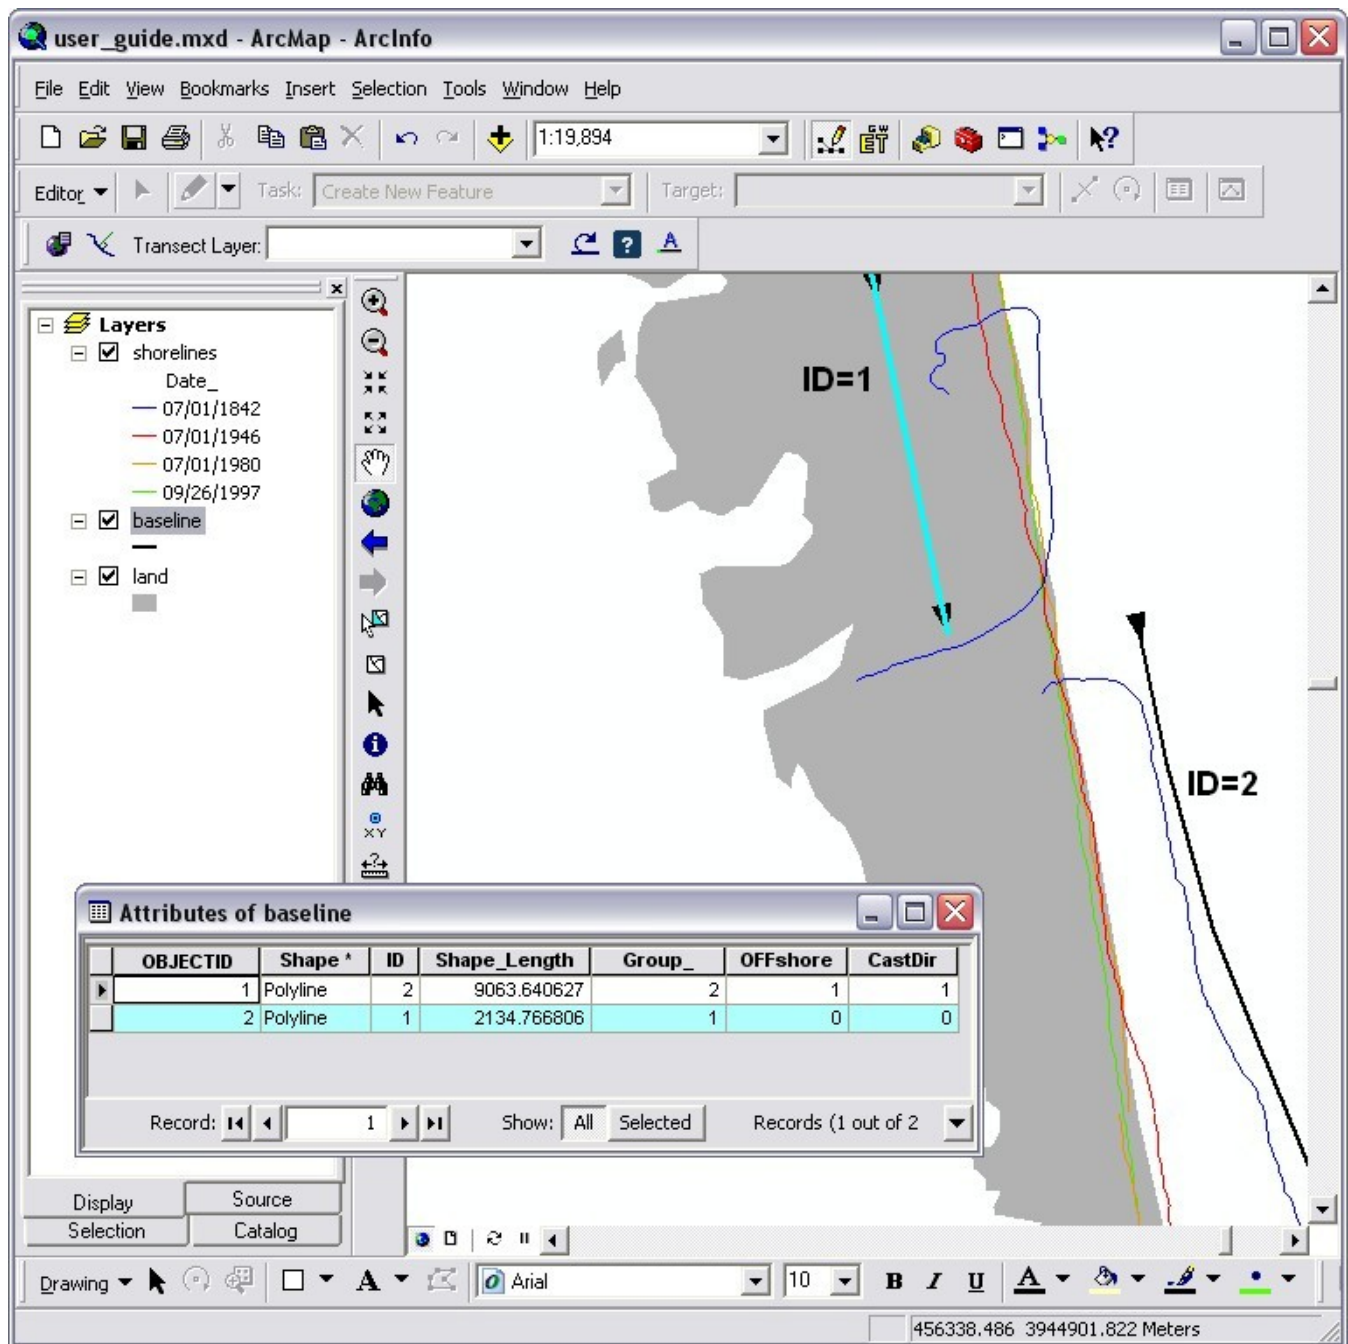 user_guide.mxd - ArcMap - ArcInfo
File Edit View Bookmarks Insert Selection Tools Window Help
1:19,894
Editor Task: Create New Feature Target:
Transect Layer:
Layers
shorelines
Date_
07/01/1842
07/01/1946
07/01/1980
09/26/1997
baseline
land
XY
ID=1
ID=2
Attributes of baseline
OBJECTID Shape * ID Shape_Length Group_ OFFshore CastDir
1 Polyline 2 9063.640627 2 1 1
2 Polyline 1 2134.766806 1 0 0
Record: 1 Show: All Selected Records (1 out of 2
Display Source
Selection Catalog
Drawing A Arial 10 B I U A
456338.486 3944901.822 Meters